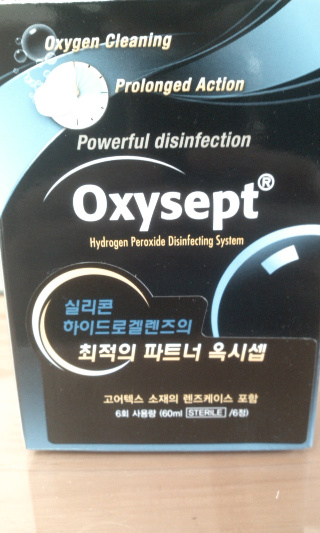 Oxygen Cleaning
Prolonged Action
Powerful disinfection
Oxysept®
Hydrogen Peroxide Disinfecting System
실리콘
하이드로겔렌즈의
최적의 파트너 옥시셉
고어텍스 소재의 렌즈케이스 포함
6회 사용량 (60ml STERILE /6정)